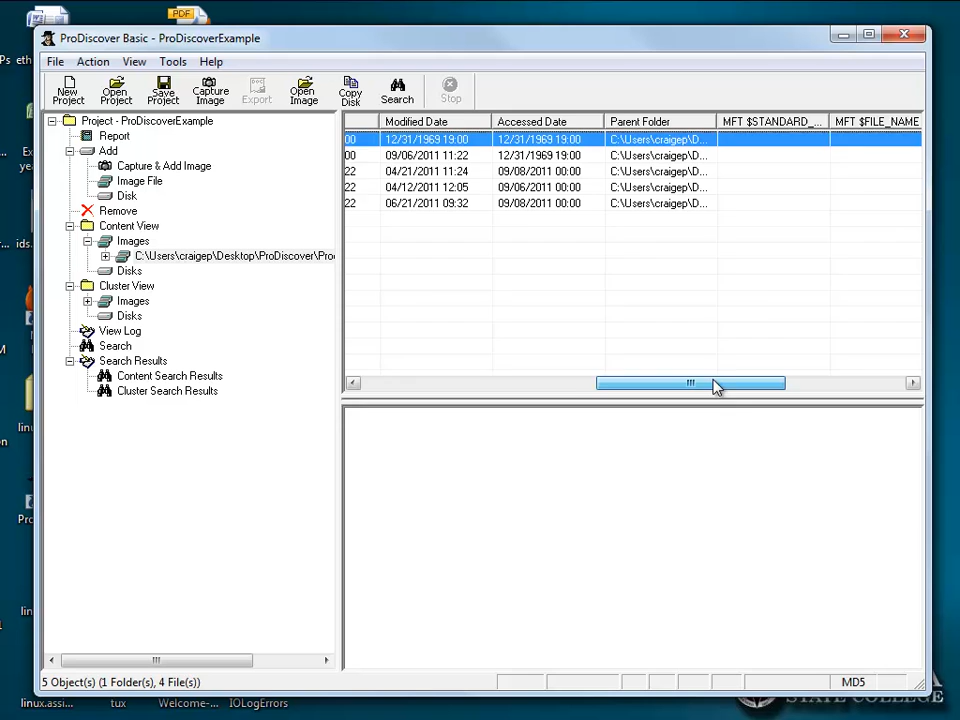 PDF
ProDiscover Basic - ProDiscoverExample
File Action View Tools Help
New Project Open Project Save Project Capture Image Export Open Image Copy Disk Search Stop
Project - ProDiscoverExample
Report
Add
Capture & Add Image
Image File
Disk
Remove
Content View
Images
C:\Users\craigep\Desktop\ProDiscover\Pro
Disks
Cluster View
Images
Disks
View Log
Search
Search Results
Content Search Results
Cluster Search Results
Modified Date Accessed Date Parent Folder MFT $STANDARD_... MFT $FILE_NAME
00 12/31/1969 19:00 12/31/1969 19:00 C:\Users\craigep\D...
00 09/06/2011 11:22 12/31/1969 19:00 C:\Users\craigep\D...
22 04/21/2011 11:24 09/08/2011 00:00 C:\Users\craigep\D...
22 04/12/2011 12:05 09/06/2011 00:00 C:\Users\craigep\D...
22 06/21/2011 09:32 09/08/2011 00:00 C:\Users\craigep\D...
5 Object(s) (1 Folder(s), 4 File(s)) MD5
Ps eth
ids.
linux.assi... tux Welcome-... IOLogErrors
STATE COLLEGE